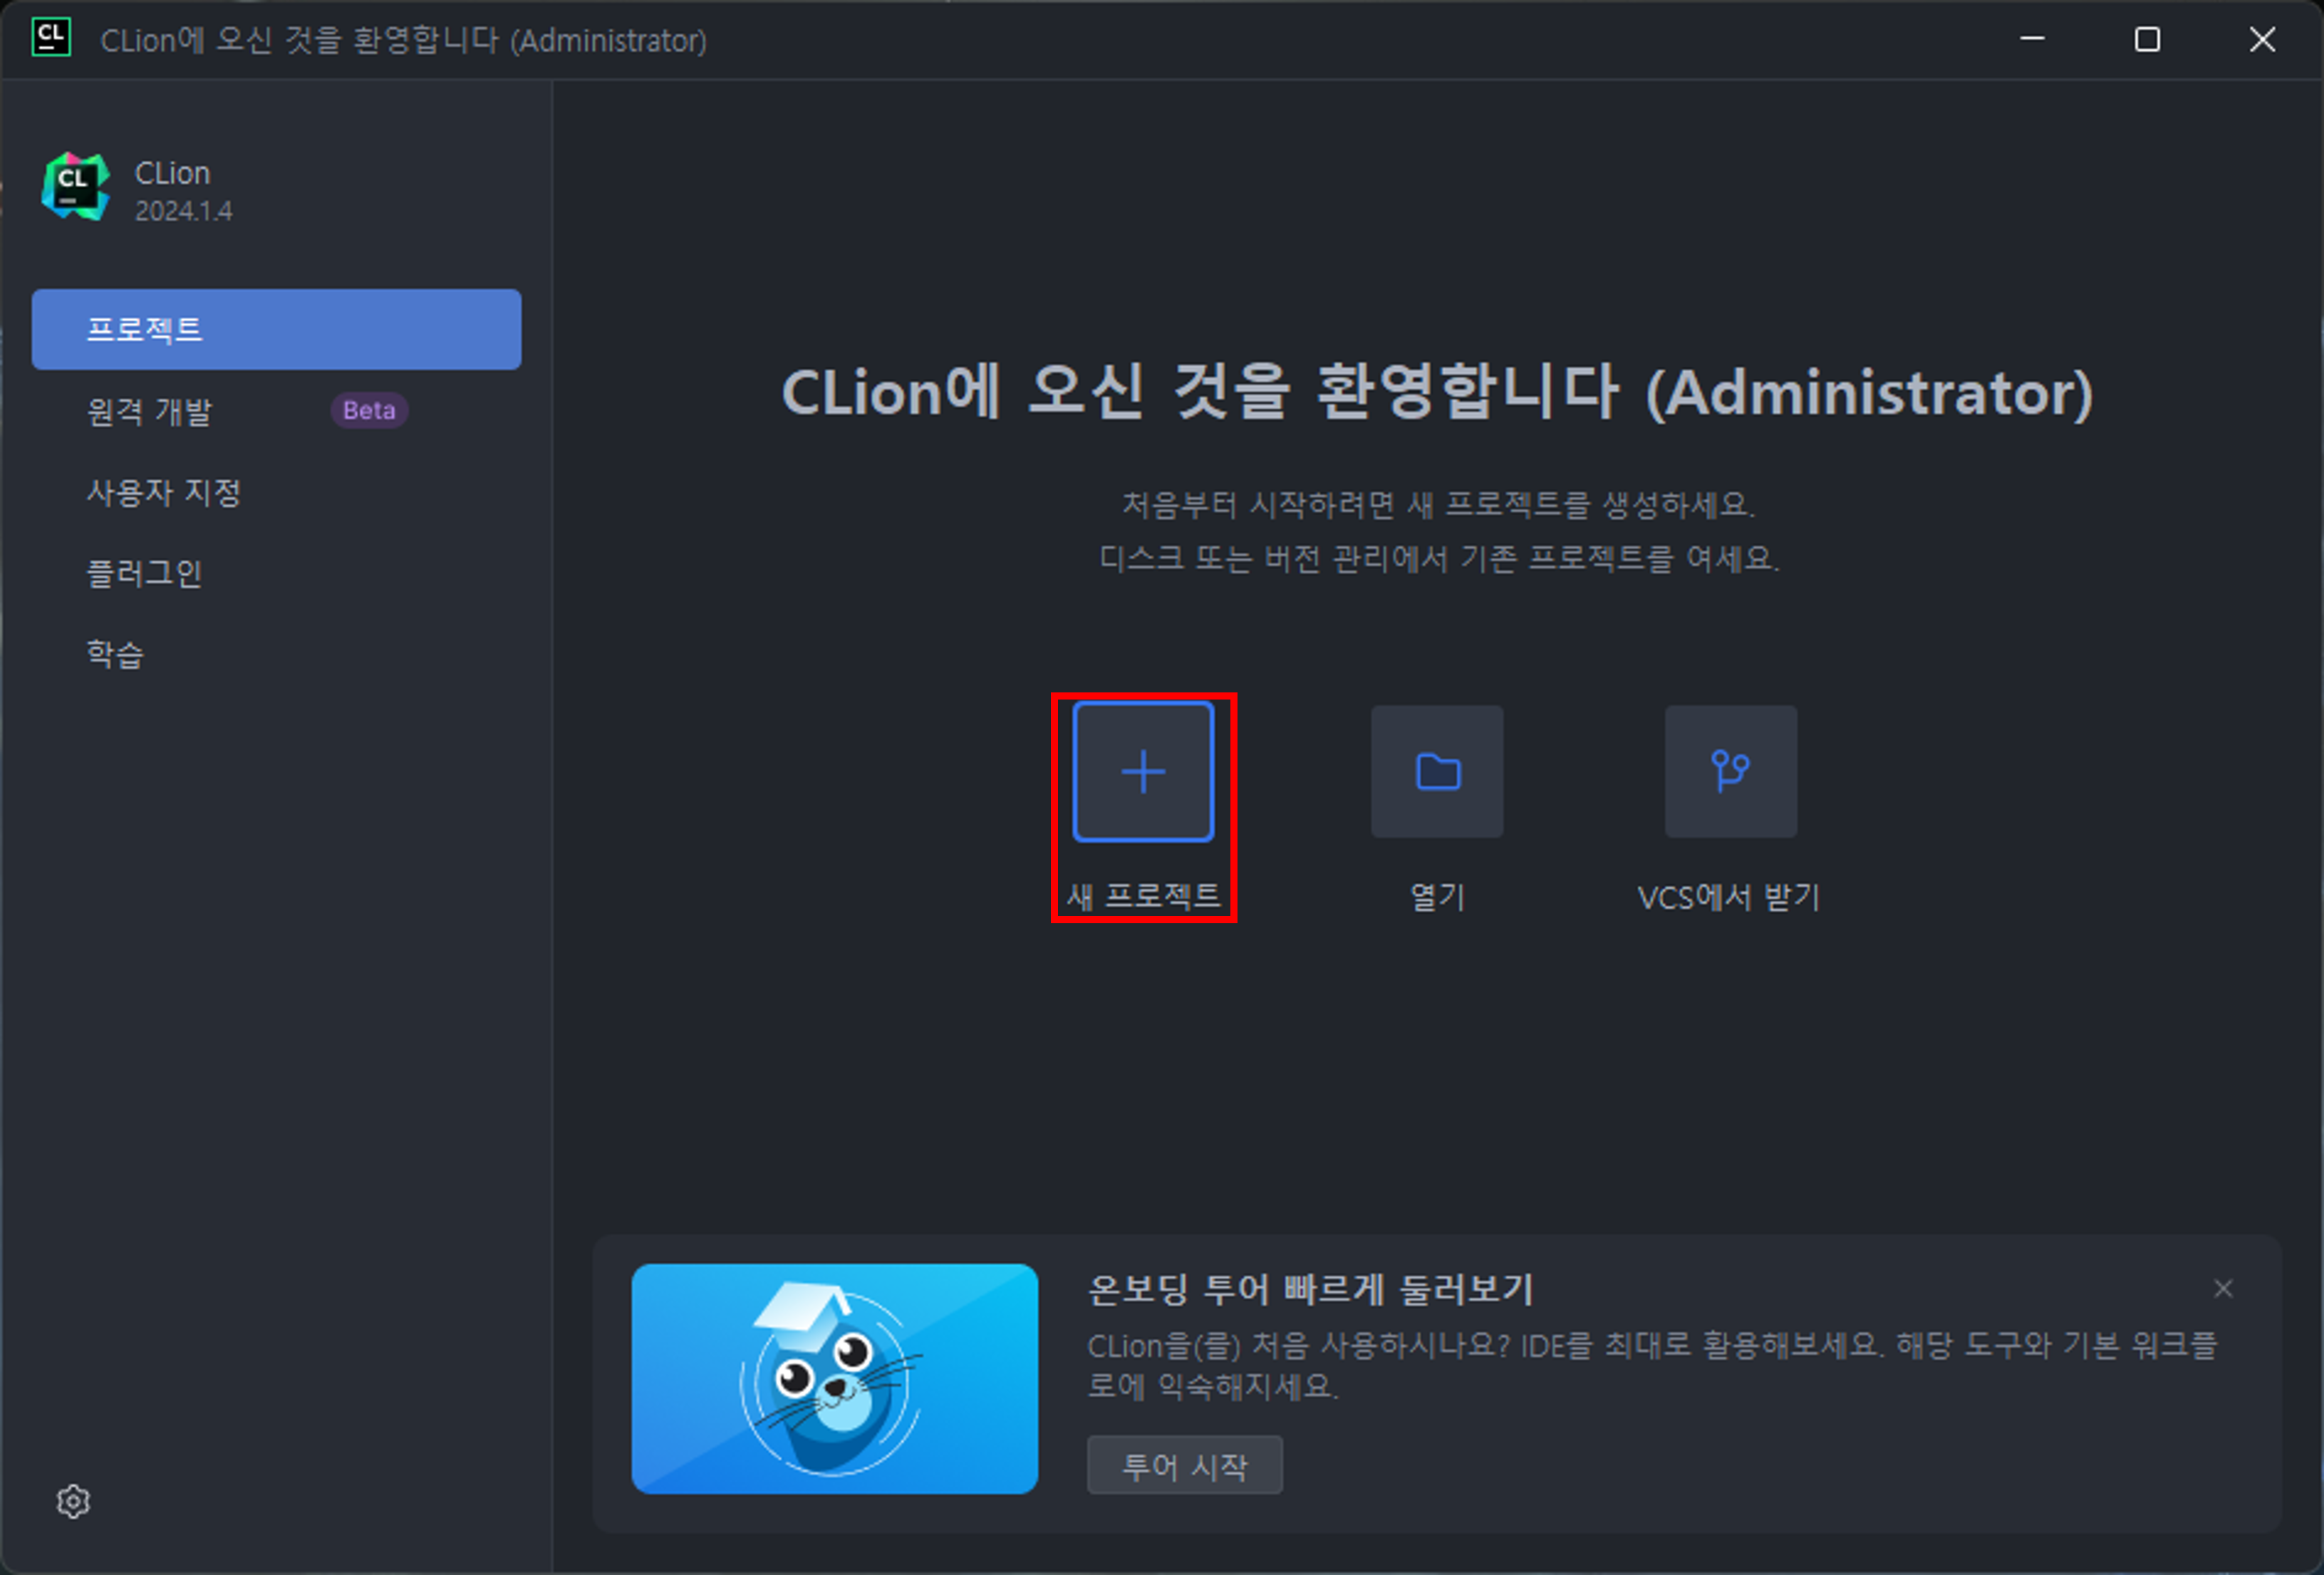 CL
CLion에 오신 것을 환영합니다 (Administrator)
CL
CLion
2024.1.4
프로젝트
원격 개발 Beta
사용자 지정
플러그인
학습
CLion에 오신 것을 환영합니다 (Administrator)
처음부터 시작하려면 새 프로젝트를 생성하세요.
디스크 또는 버전 관리에서 기존 프로젝트를 여세요.
새 프로젝트 열기 VCS에서 받기
온보딩 투어 빠르게 둘러보기
CLion을(를) 처음 사용하시나요? IDE를 최대로 활용해보세요. 해당 도구와 기본 워크플
로에 익숙해지세요.
투어 시작